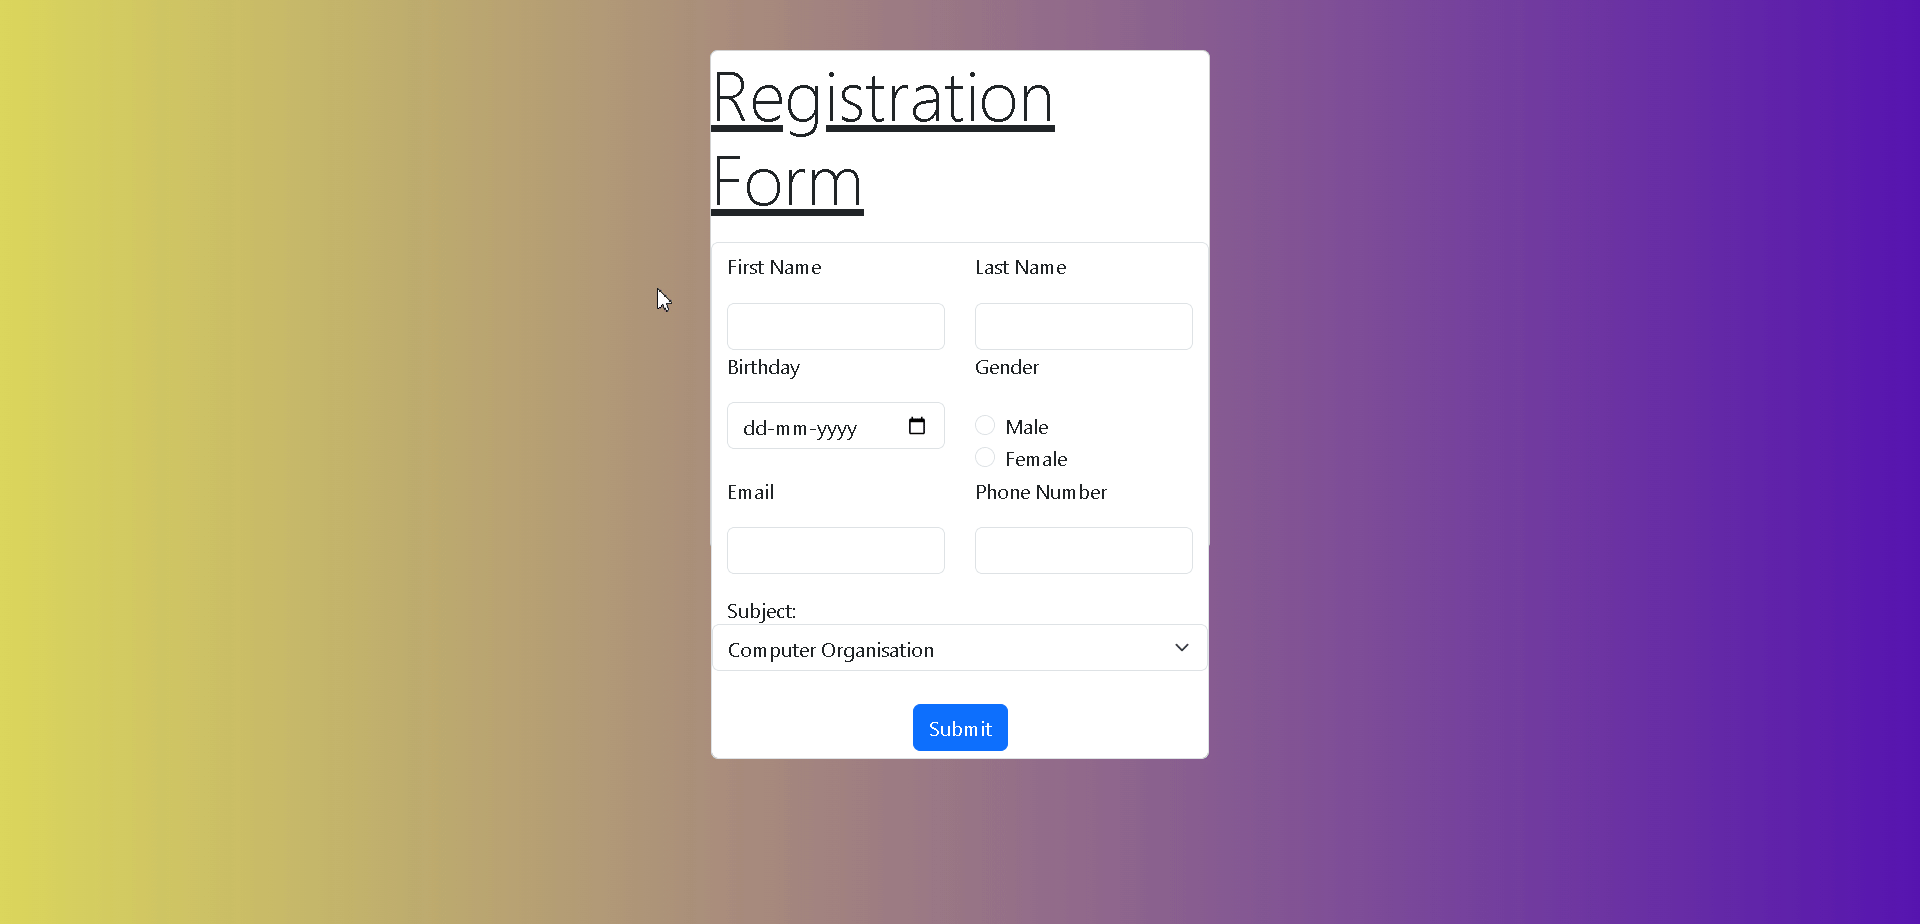 Registration
Form
First Name
Last Name
Birthday
Gender
dd-mm-yyyy
Male
Female
Email
Phone Number
Subject:
Computer Organisation
Submit